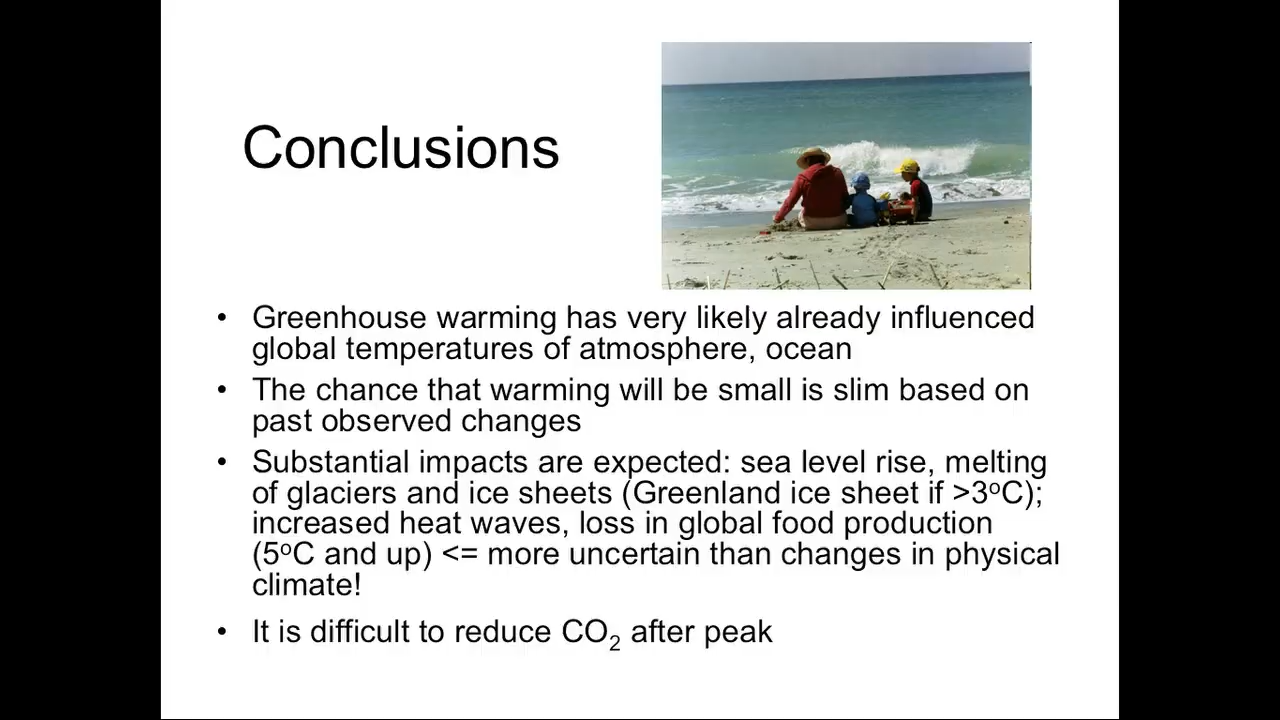 Conclusions
• Greenhouse warming has very likely already influenced
global temperatures of atmosphere, ocean
• The chance that warming will be small is slim based on
past observed changes
• Substantial impacts are expected: sea level rise, melting
of glaciers and ice sheets (Greenland ice sheet if >3°C);
increased heat waves, loss in global food production
(5°C and up) <= more uncertain than changes in physical
climate!
• It is difficult to reduce CO₂ after peak